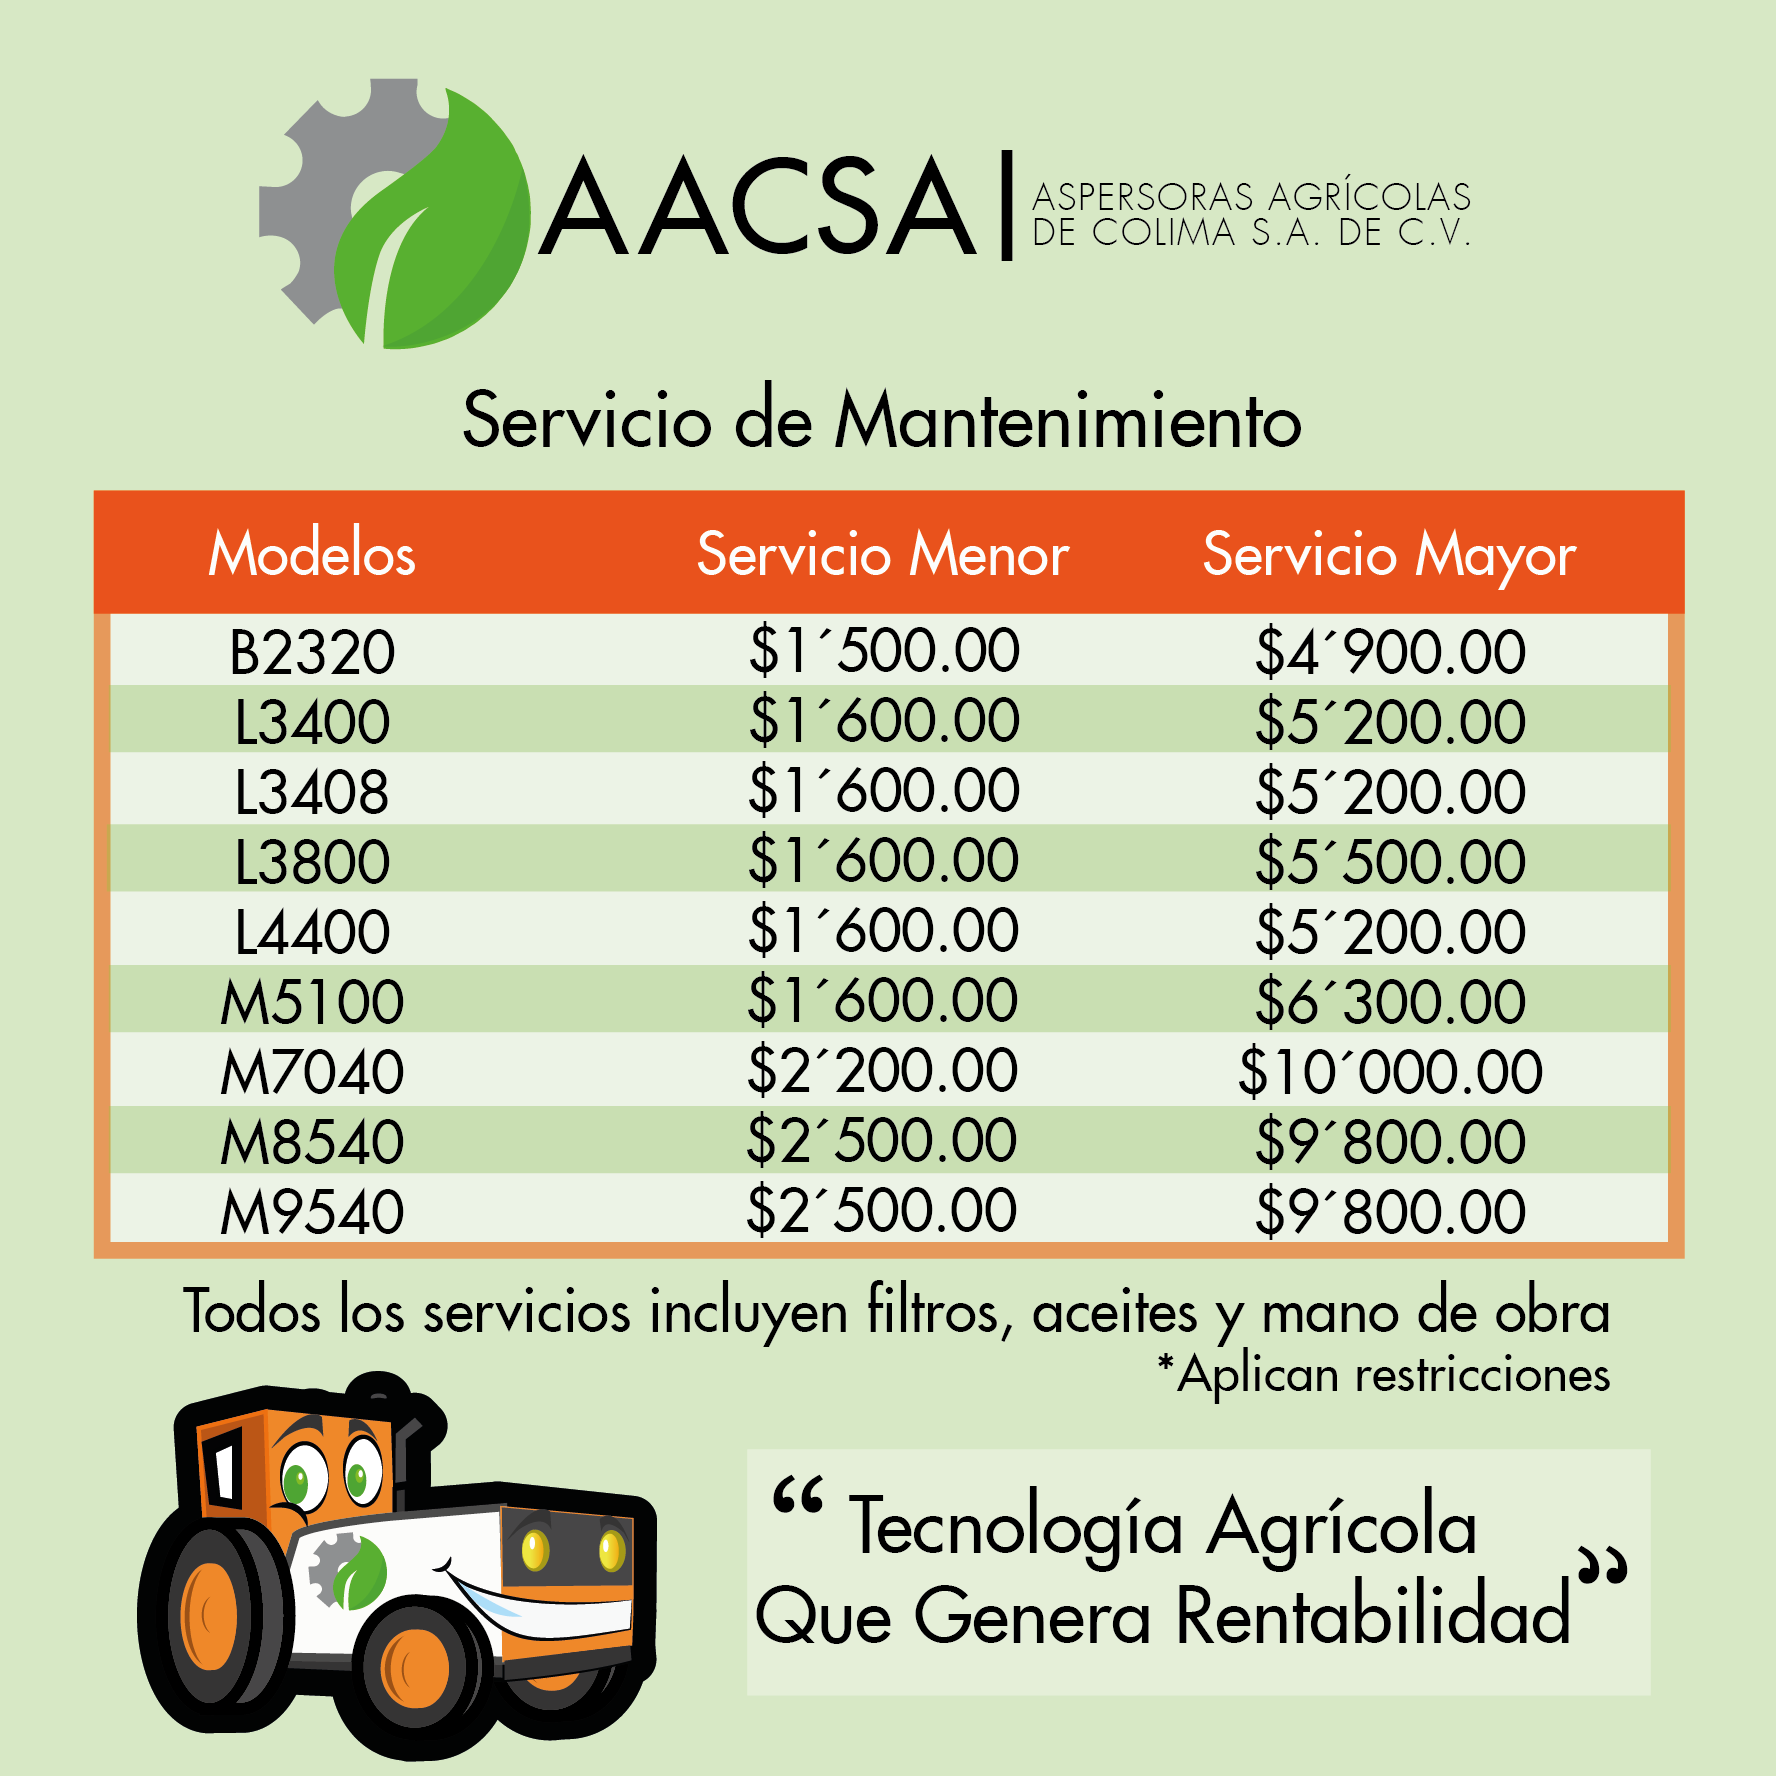 AACSA
ASPERSORAS AGRÍCOLAS
DE COLIMA S.A. DE C.V.
Servicio de Mantenimiento
Modelos Servicio Menor Servicio Mayor
B2320 $1´500.00 $4´900.00
L3400 $1´600.00 $5´200.00
L3408 $1´600.00 $5´200.00
L3800 $1´600.00 $5´500.00
L4400 $1´600.00 $5´200.00
M5100 $1´600.00 $6´300.00
M7040 $2´200.00 $10´000.00
M8540 $2´500.00 $9´800.00
M9540 $2´500.00 $9´800.00
Todos los servicios incluyen filtros, aceites y mano de obra
*Aplican restricciones
“ Tecnología Agrícola
Que Genera Rentabilidad”